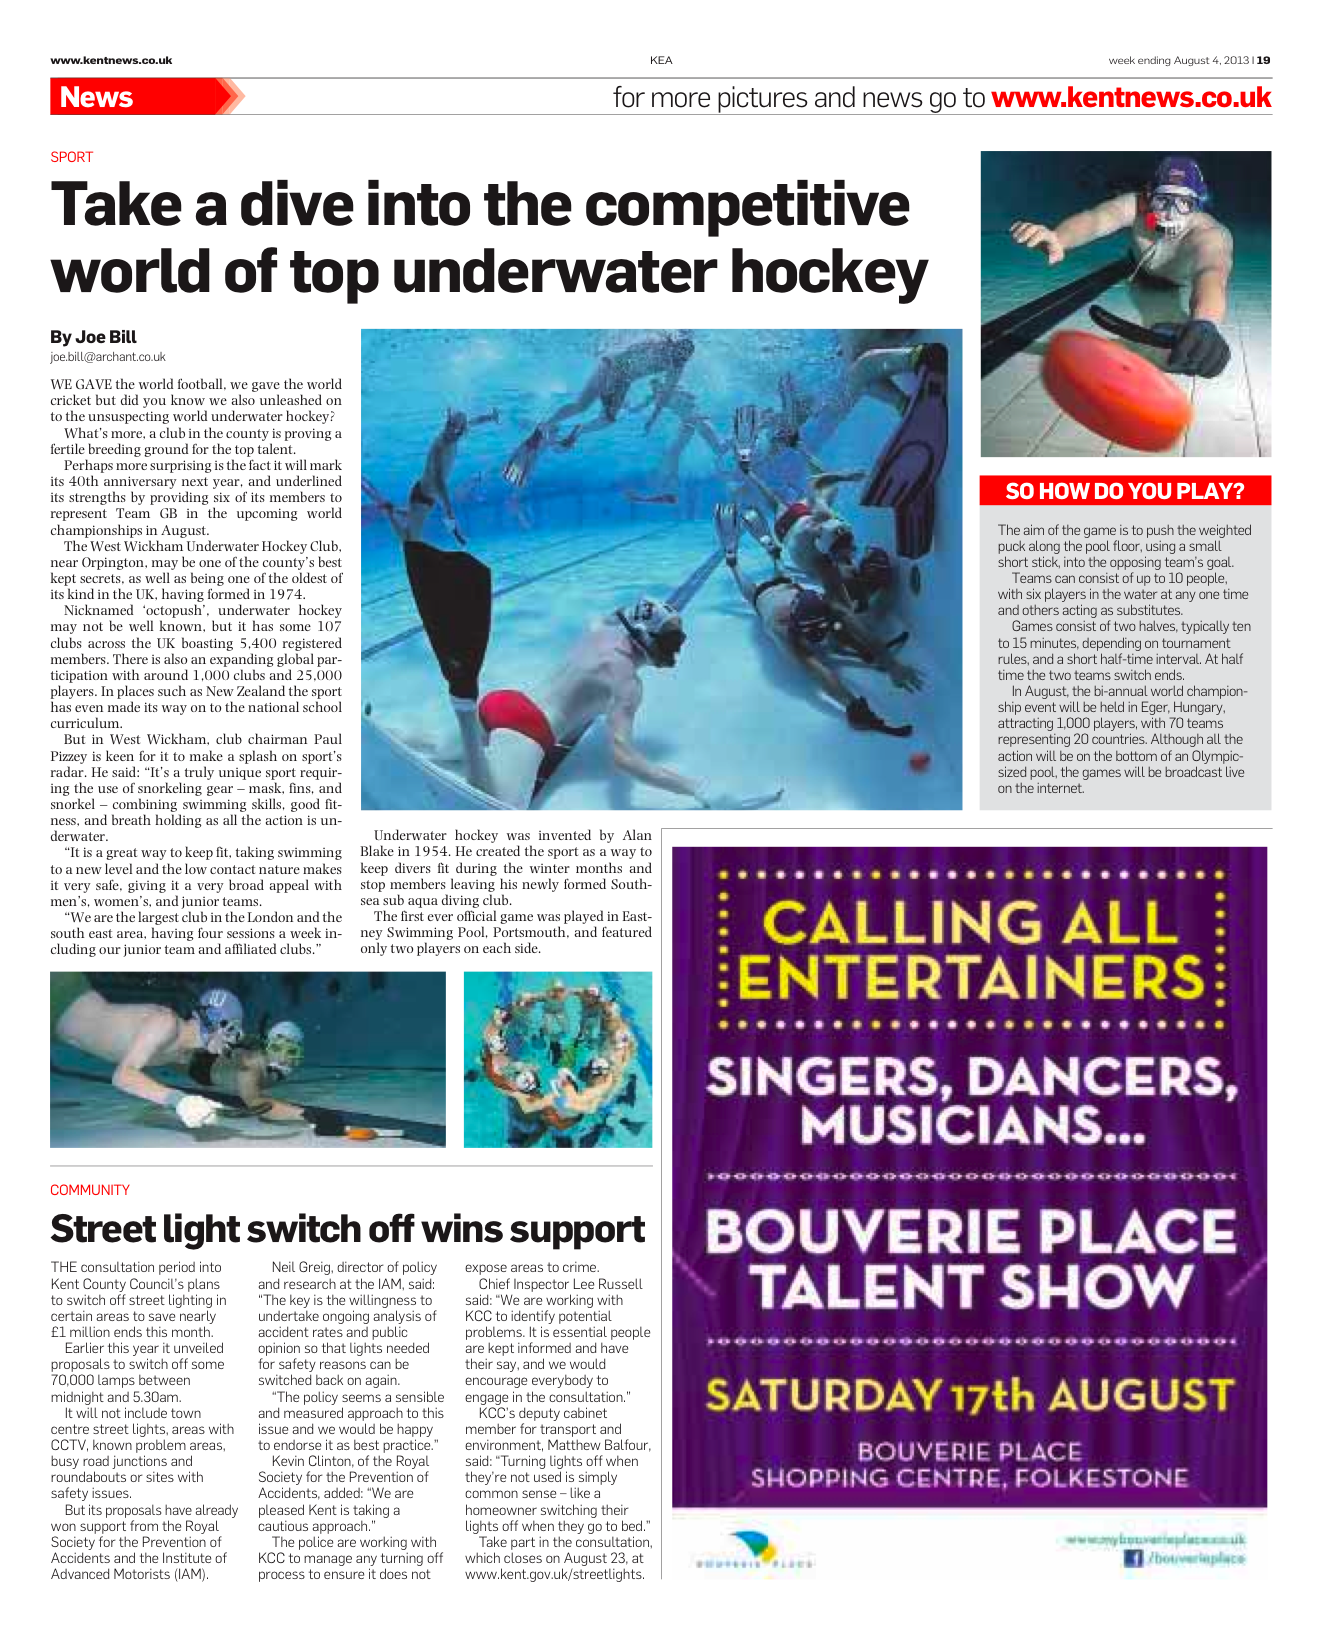 www.kentnews.co.uk
KEA
week ending August 4, 2013 | 19
News
for more pictures and news go to www.kentnews.co.uk
SPORT
Take a dive into the competitive
world of top underwater hockey
By Joe Bill
joe.bill@archant.co.uk
WE GAVE the world football, we gave the world
cricket but did you know we also unleashed on
to the unsuspecting world underwater hockey?
What's more, a club in the county is proving a
fertile breeding ground for the top talent.
Perhaps more surprising is the fact it will mark
its 40th anniversary next year, and underlined
its strengths by providing six of its members to
represent Team GB in the upcoming world
championships in August.
The West Wickham Underwater Hockey Club,
near Orpington, may be one of the county's best
kept secrets, as well as being one of the oldest of
its kind in the UK, having formed in 1974.
Nicknamed 'octopush', underwater hockey
may not be well known, but it has some 107
clubs across the UK boasting 5,400 registered
members. There is also an expanding global par-
ticipation with around 1,000 clubs and 25,000
players. In places such as New Zealand the sport
has even made its way on to the national school
curriculum.
But in West Wickham, club chairman Paul
Pizzey is keen for it to make a splash on sport's
radar. He said: "It's a truly unique sport requir-
ing the use of snorkeling gear – mask, fins, and
snorkel – combining swimming skills, good fit-
ness, and breath holding as all the action is un-
derwater.
"It is a great way to keep fit, taking swimming
to a new level and the low contact nature makes
it very safe, giving it a very broad appeal with
men's, women's, and junior teams.
"We are the largest club in the London and the
south east area, having four sessions a week in-
cluding our junior team and affiliated clubs."
Underwater hockey was invented by Alan
Blake in 1954. He created the sport as a way to
keep divers fit during the winter months and
stop members leaving his newly formed South-
sea sub aqua diving club.
The first ever official game was played in East-
ney Swimming Pool, Portsmouth, and featured
only two players on each side.
SO HOW DO YOU PLAY?
The aim of the game is to push the weighted
puck along the pool floor, using a small
short stick, into the opposing team's goal.
Teams can consist of up to 10 people,
with six players in the water at any one time
and others acting as substitutes.
Games consist of two halves, typically ten
to 15 minutes, depending on tournament
rules, and a short half-time interval. At half
time the two teams switch ends.
In August, the bi-annual world champion-
ship event will be held in Eger, Hungary,
attracting 1,000 players, with 70 teams
representing 20 countries. Although all the
action will be on the bottom of an Olympic-
sized pool, the games will be broadcast live
on the internet.
COMMUNITY
Street light switch off wins support
THE consultation period into
Kent County Council's plans
to switch off street lighting in
certain areas to save nearly
£1 million ends this month.
Earlier this year it unveiled
proposals to switch off some
70,000 lamps between
midnight and 5.30am.
It will not include town
centre street lights, areas with
CCTV, known problem areas,
busy road junctions and
roundabouts or sites with
safety issues.
But its proposals have already
won support from the Royal
Society for the Prevention of
Accidents and the Institute of
Advanced Motorists (IAM).
Neil Greig, director of policy
and research at the IAM, said:
"The key is the willingness to
undertake ongoing analysis of
accident rates and public
opinion so that lights needed
for safety reasons can be
switched back on again.
"The policy seems a sensible
and measured approach to this
issue and we would be happy
to endorse it as best practice."
Kevin Clinton, of the Royal
Society for the Prevention of
Accidents, added: "We are
pleased Kent is taking a
cautious approach."
The police are working with
KCC to manage any turning off
process to ensure it does not
expose areas to crime.
Chief Inspector Lee Russell
said: "We are working with
KCC to identify potential
problems. It is essential people
are kept informed and have
their say, and we would
encourage everybody to
engage in the consultation."
KCC's deputy cabinet
member for transport and
environment, Matthew Balfour,
said: "Turning lights off when
they're not used is simply
common sense – like a
homeowner switching their
lights off when they go to bed."
Take part in the consultation,
which closes on August 23, at
www.kent.gov.uk/streetlights.
CALLING ALL
ENTERTAINERS
SINGERS, DANCERS,
MUSICIANS...
BOUVERIE PLACE
TALENT SHOW
SATURDAY 17th AUGUST
BOUVERIE PLACE
SHOPPING CENTRE, FOLKESTONE
BOUVERIE PLACE
www.mybouverieplace.co.uk
f /bouverieplace